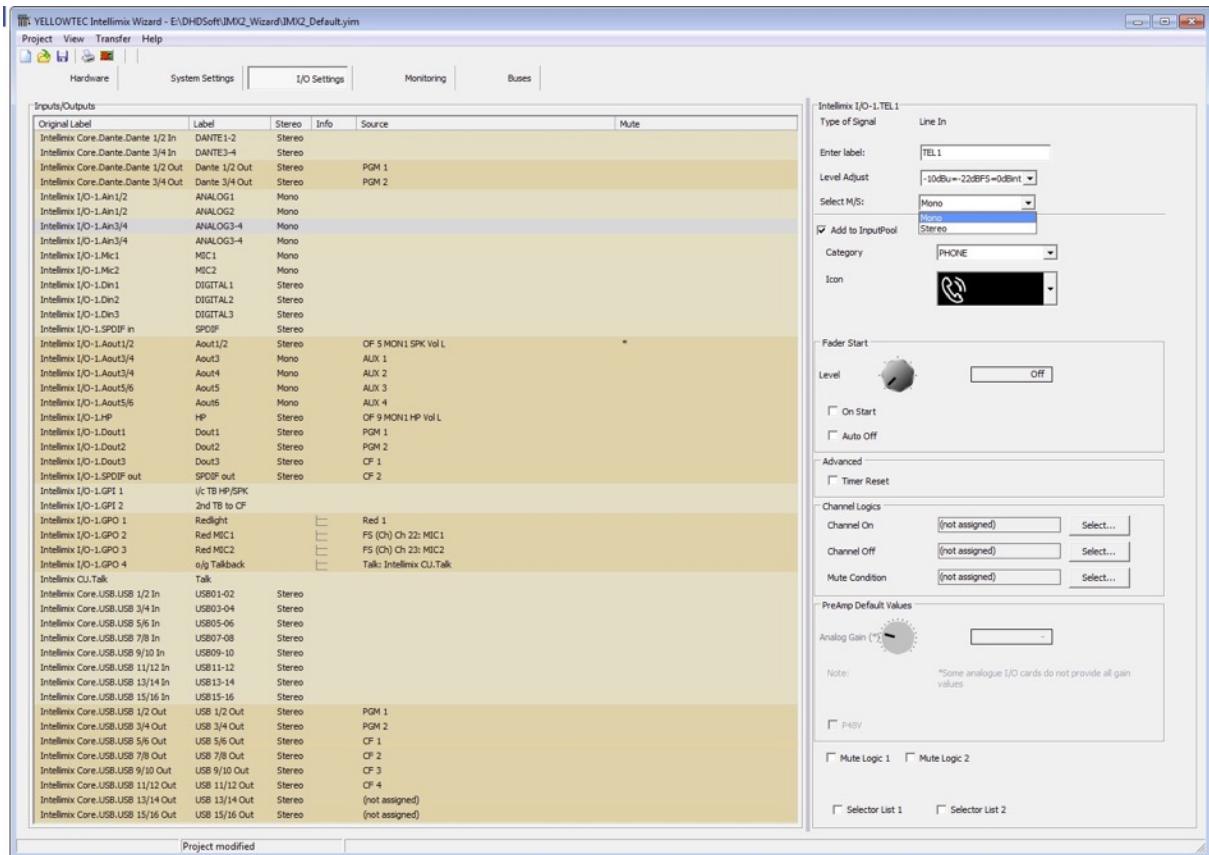 YELLOWTEC Intellimix Wizard - E:\DHDSoft\IMX2_Wizard\IMX2_Default.yim
Project View Transfer Help
Hardware System Settings I/O Settings Monitoring Buses
Inputs/Outputs
Original Label Label Stereo Info Source Mute
Intellimix Core.Dante.Dante 1/2 In DANTE1-2 Stereo
Intellimix Core.Dante.Dante 3/4 In DANTE3-4 Stereo
Intellimix Core.Dante.Dante 1/2 Out Dante 1/2 Out Stereo PGM 1
Intellimix Core.Dante.Dante 3/4 Out Dante 3/4 Out Stereo PGM 2
Intellimix I/O-1.Ain1/2 ANALOG1 Mono
Intellimix I/O-1.Ain1/2 ANALOG2 Mono
Intellimix I/O-1.Ain3/4 ANALOG3-4 Mono
Intellimix I/O-1.Ain3/4 ANALOG3-4 Mono
Intellimix I/O-1.Mic1 MIC1 Mono
Intellimix I/O-1.Mic2 MIC2 Mono
Intellimix I/O-1.Din1 DIGITAL1 Stereo
Intellimix I/O-1.Din2 DIGITAL2 Stereo
Intellimix I/O-1.Din3 DIGITAL3 Stereo
Intellimix I/O-1.SPDIF in SPDIF Stereo
Intellimix I/O-1.Aout1/2 Aout1/2 Stereo OF 5 MON1 SPK Vol L *
Intellimix I/O-1.Aout3/4 Aout3 Mono AUX 1
Intellimix I/O-1.Aout3/4 Aout4 Mono AUX 2
Intellimix I/O-1.Aout5/6 Aout5 Mono AUX 3
Intellimix I/O-1.Aout5/6 Aout6 Mono AUX 4
Intellimix I/O-1.HP HP Stereo OF 9 MON1 HP Vol L
Intellimix I/O-1.Dout1 Dout1 Stereo PGM 1
Intellimix I/O-1.Dout2 Dout2 Stereo PGM 2
Intellimix I/O-1.Dout3 Dout3 Stereo CF 1
Intellimix I/O-1.SPDIF out SPDIF out Stereo CF 2
Intellimix I/O-1.GPI 1 i/c TB HP/SPK
Intellimix I/O-1.GPI 2 2nd TB to CF
Intellimix I/O-1.GPO 1 Redlight Red 1
Intellimix I/O-1.GPO 2 Red MIC1 FS (Ch) Ch 22: MIC1
Intellimix I/O-1.GPO 3 Red MIC2 FS (Ch) Ch 23: MIC2
Intellimix I/O-1.GPO 4 o/g Talkback Talk: Intellimix CU.Talk
Intellimix CU.Talk Talk
Intellimix Core.USB.USB 1/2 In USB01-02 Stereo
Intellimix Core.USB.USB 3/4 In USB03-04 Stereo
Intellimix Core.USB.USB 5/6 In USB05-06 Stereo
Intellimix Core.USB.USB 7/8 In USB07-08 Stereo
Intellimix Core.USB.USB 9/10 In USB09-10 Stereo
Intellimix Core.USB.USB 11/12 In USB11-12 Stereo
Intellimix Core.USB.USB 13/14 In USB13-14 Stereo
Intellimix Core.USB.USB 15/16 In USB15-16 Stereo
Intellimix Core.USB.USB 1/2 Out USB 1/2 Out Stereo PGM 1
Intellimix Core.USB.USB 3/4 Out USB 3/4 Out Stereo PGM 2
Intellimix Core.USB.USB 5/6 Out USB 5/6 Out Stereo CF 1
Intellimix Core.USB.USB 7/8 Out USB 7/8 Out Stereo CF 2
Intellimix Core.USB.USB 9/10 Out USB 9/10 Out Stereo CF 3
Intellimix Core.USB.USB 11/12 Out USB 11/12 Out Stereo CF 4
Intellimix Core.USB.USB 13/14 Out USB 13/14 Out Stereo (not assigned)
Intellimix Core.USB.USB 15/16 Out USB 15/16 Out Stereo (not assigned)
Intellimix I/O-1.TEL1
Type of Signal Line In
Enter label: TEL1
Level Adjust -10dBu=-22dBFS=0dBint
Select M/S: Mono
Mono
Stereo
Add to InputPool
Category PHONE
Icon
Fader Start
Level Off
On Start
Auto Off
Advanced
Timer Reset
Channel Logics
Channel On (not assigned) Select...
Channel Off (not assigned) Select...
Mute Condition (not assigned) Select...
PreAmp Default Values
Analog Gain (*) -
Note: *Some analogue I/O cards do not provide all gain
values
P48V
Mute Logic 1 Mute Logic 2
Selector List 1 Selector List 2
Project modified